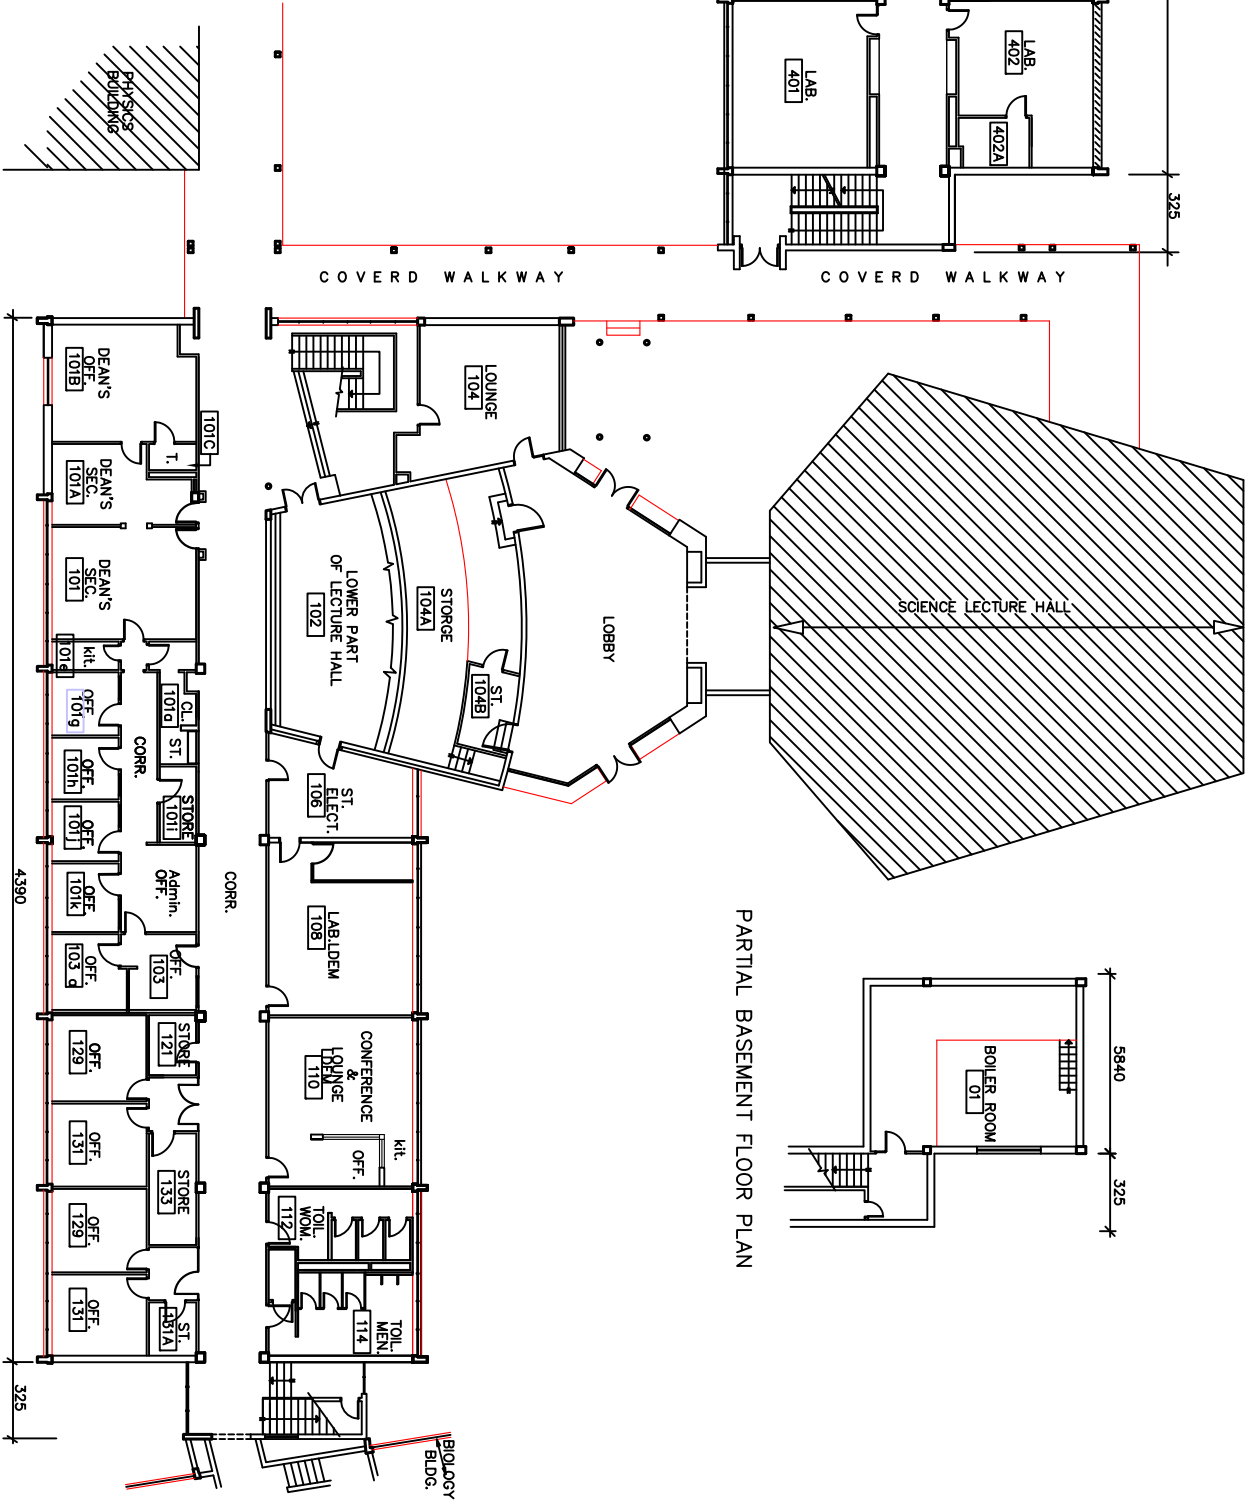 PHYSICS
BUILDING
LAB.
401
LAB.
402
402A
325
COVERD WALKWAY
COVERD WALKWAY
DEAN'S
OFF.
101B
101C
T.
DEAN'S
SEC.
101A
DEAN'S
SEC.
101
kit.
101e
OFF.
101g
OFF.
101h
OFF.
101j
OFF.
101k
OFF.
103 a
CL.
101a
ST.
STORE
101i
CORR.
Admin.
OFF.
OFF.
103
STORE
121
OFF.
129
OFF.
131
STORE
133
OFF.
129
OFF.
131
ST.
131A
4390
325
CORR.
LOUNGE
104
LOWER PART
OF LECTURE HALL
102
STORGE
104A
ST.
104B
LOBBY
SCIENCE LECTURE HALL
ST.
ELECT.
106
LAB.LDEM
108
CONFERENCE
&
LOUNGE
LDEM
110
kit.
OFF.
TOIL.
WOM.
112
TOIL.
MEN.
114
BIOLOGY
BLDG.
PARTIAL BASEMENT FLOOR PLAN
BOILER ROOM
01
5840
325